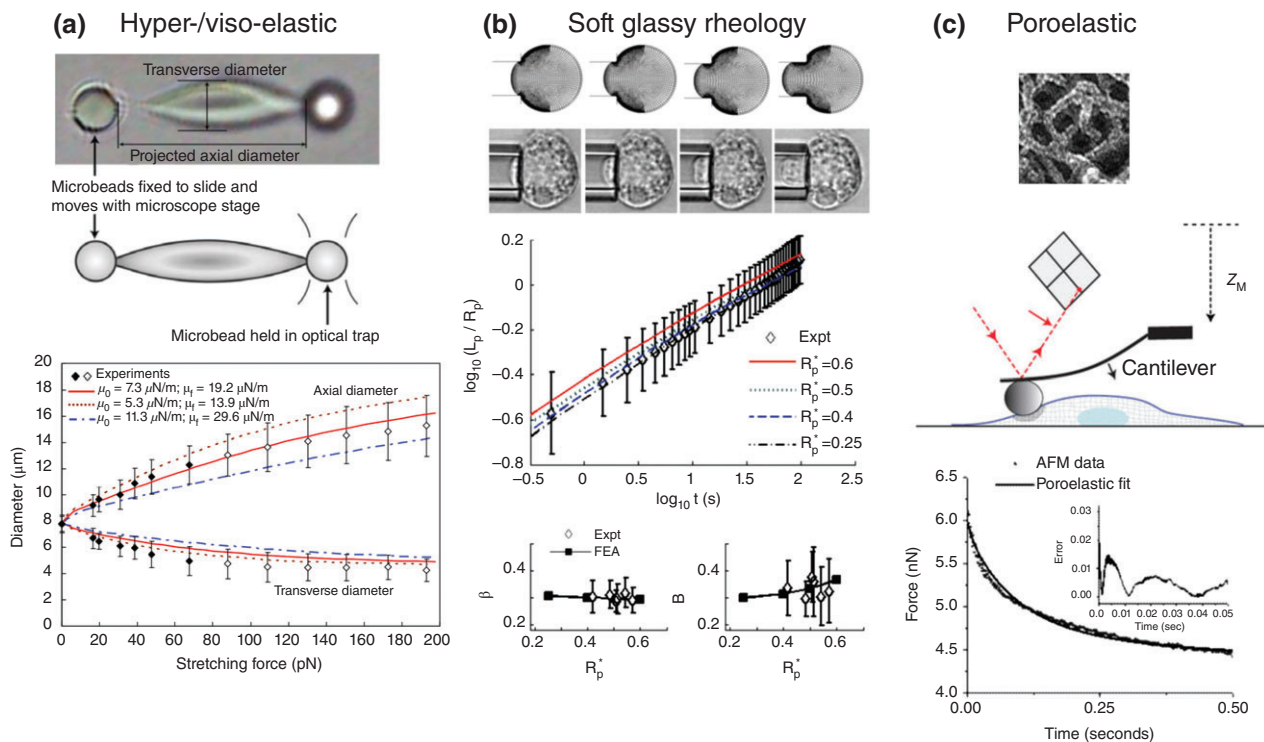 (a) Hyper-/viso-elastic
Transverse diameter
Projected axial diameter
Microbeads fixed to slide and
moves with microscope stage
Microbead held in optical trap
20
18
16
14
12
10
8
6
4
2
0
Diameter (μm)
Experiments
μ0 = 7.3 μN/m; μf = 19.2 μN/m
μ0 = 5.3 μN/m; μf = 13.9 μN/m
μ0 = 11.3 μN/m; μf = 29.6 μN/m
Axial diameter
Transverse diameter
0 20 40 60 80 100 120 140 160 180 200
Stretching force (pN)
(b) Soft glassy rheology
0.2
0
-0.2
-0.4
-0.6
-0.8
log10 (Lp / Rp)
Expt
Rp*=0.6
Rp*=0.5
Rp*=0.4
Rp*=0.25
-0.5 0 0.5 1 1.5 2 2.5
log10 t (s)
Expt
FEA
0.4
0.2
β
0.2 0.4 0.6
Rp*
0.4
0.2
B
0.2 0.4 0.6
Rp*
(c) Poroelastic
ZM
Cantilever
AFM data
Poroelastic fit
6.5
6.0
5.5
5.0
4.5
4.0
Force (nN)
0.03
0.02
0.01
0.00
Error
0.0 0.01 0.02 0.03 0.04 0.05
Time (sec)
0.00 0.25 0.50
Time (seconds)